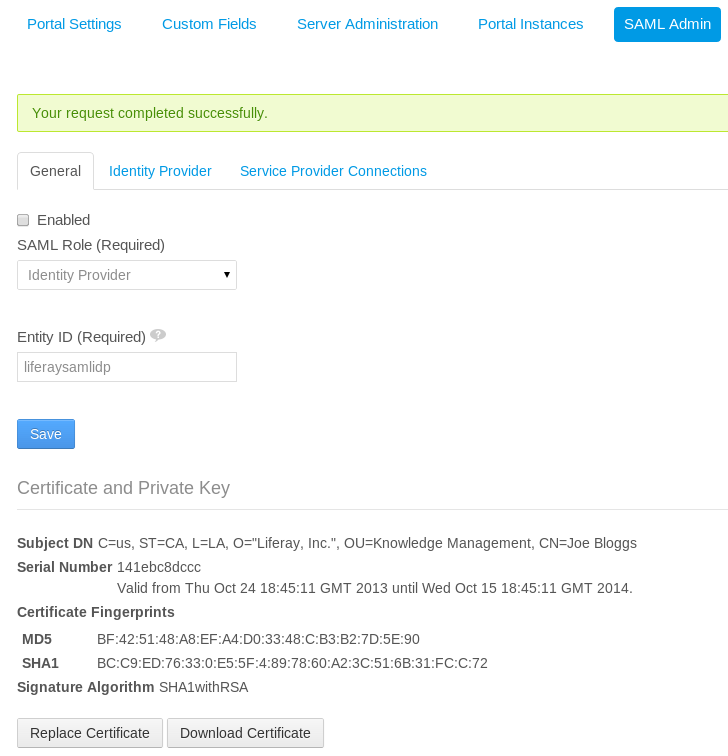 Portal Settings Custom Fields Server Administration Portal Instances SAML Admin
Your request completed successfully.
General Identity Provider Service Provider Connections
Enabled
SAML Role (Required)
Identity Provider
Entity ID (Required)
liferaysamlidp
Save
Certificate and Private Key
Subject DN C=us, ST=CA, L=LA, O="Liferay, Inc.", OU=Knowledge Management, CN=Joe Bloggs
Serial Number 141ebc8dccc
Valid from Thu Oct 24 18:45:11 GMT 2013 until Wed Oct 15 18:45:11 GMT 2014.
Certificate Fingerprints
MD5 BF:42:51:48:A8:EF:A4:D0:33:48:C:B3:B2:7D:5E:90
SHA1 BC:C9:ED:76:33:0:E5:5F:4:89:78:60:A2:3C:51:6B:31:FC:C:72
Signature Algorithm SHA1withRSA
Replace Certificate Download Certificate